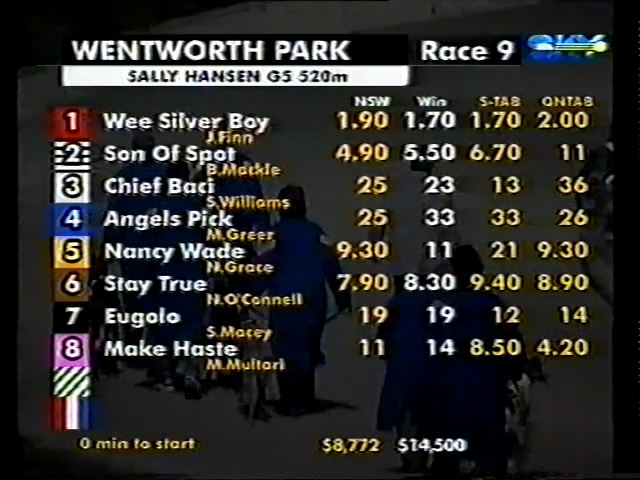 WENTWORTH PARK Race 9 SKY
SALLY HANSEN G5 520m
NSW Win S-TAB QNTAB
1 Wee Silver Boy 1.90 1.70 1.70 2.00
J.Finn
2 Son Of Spot 4.90 5.50 6.70 11
B.Mackie
3 Chief Baci 25 23 13 36
S.Williams
4 Angels Pick 25 33 33 26
M.Greer
5 Nancy Wade 9.30 11 21 9.30
N.Grace
6 Stay True 7.90 8.30 9.40 8.90
N.O'Connell
7 Eugolo 19 19 12 14
S.Macey
8 Make Haste 11 14 8.50 4.20
M.Multari
0 min to start $8,772 $14,500